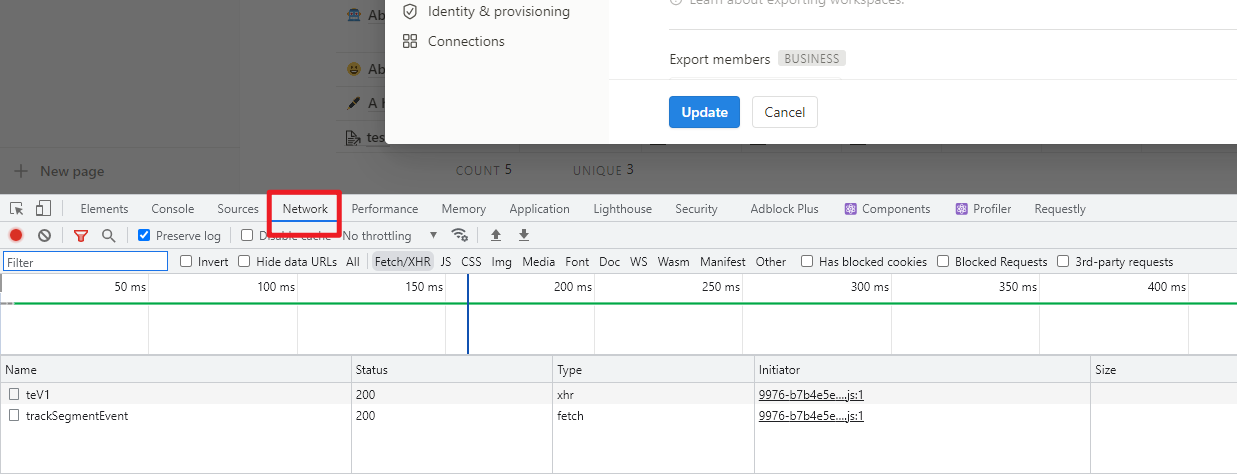 Learn about exporting workspaces.
Ab
Identity & provisioning
Connections
Export members BUSINESS
Ab
A
Update Cancel
tes
New page
COUNT 5 UNIQUE 3
Elements Console Sources Network Performance Memory Application Lighthouse Security Adblock Plus Components Profiler Requestly
Preserve log Disable cache No throttling
Filter Invert Hide data URLs All Fetch/XHR JS CSS Img Media Font Doc WS Wasm Manifest Other Has blocked cookies Blocked Requests 3rd-party requests
50 ms 100 ms 150 ms 200 ms 250 ms 300 ms 350 ms 400 ms
Name Status Type Initiator Size
teV1 200 xhr 9976-b7b4e5e....js:1
trackSegmentEvent 200 fetch 9976-b7b4e5e....js:1